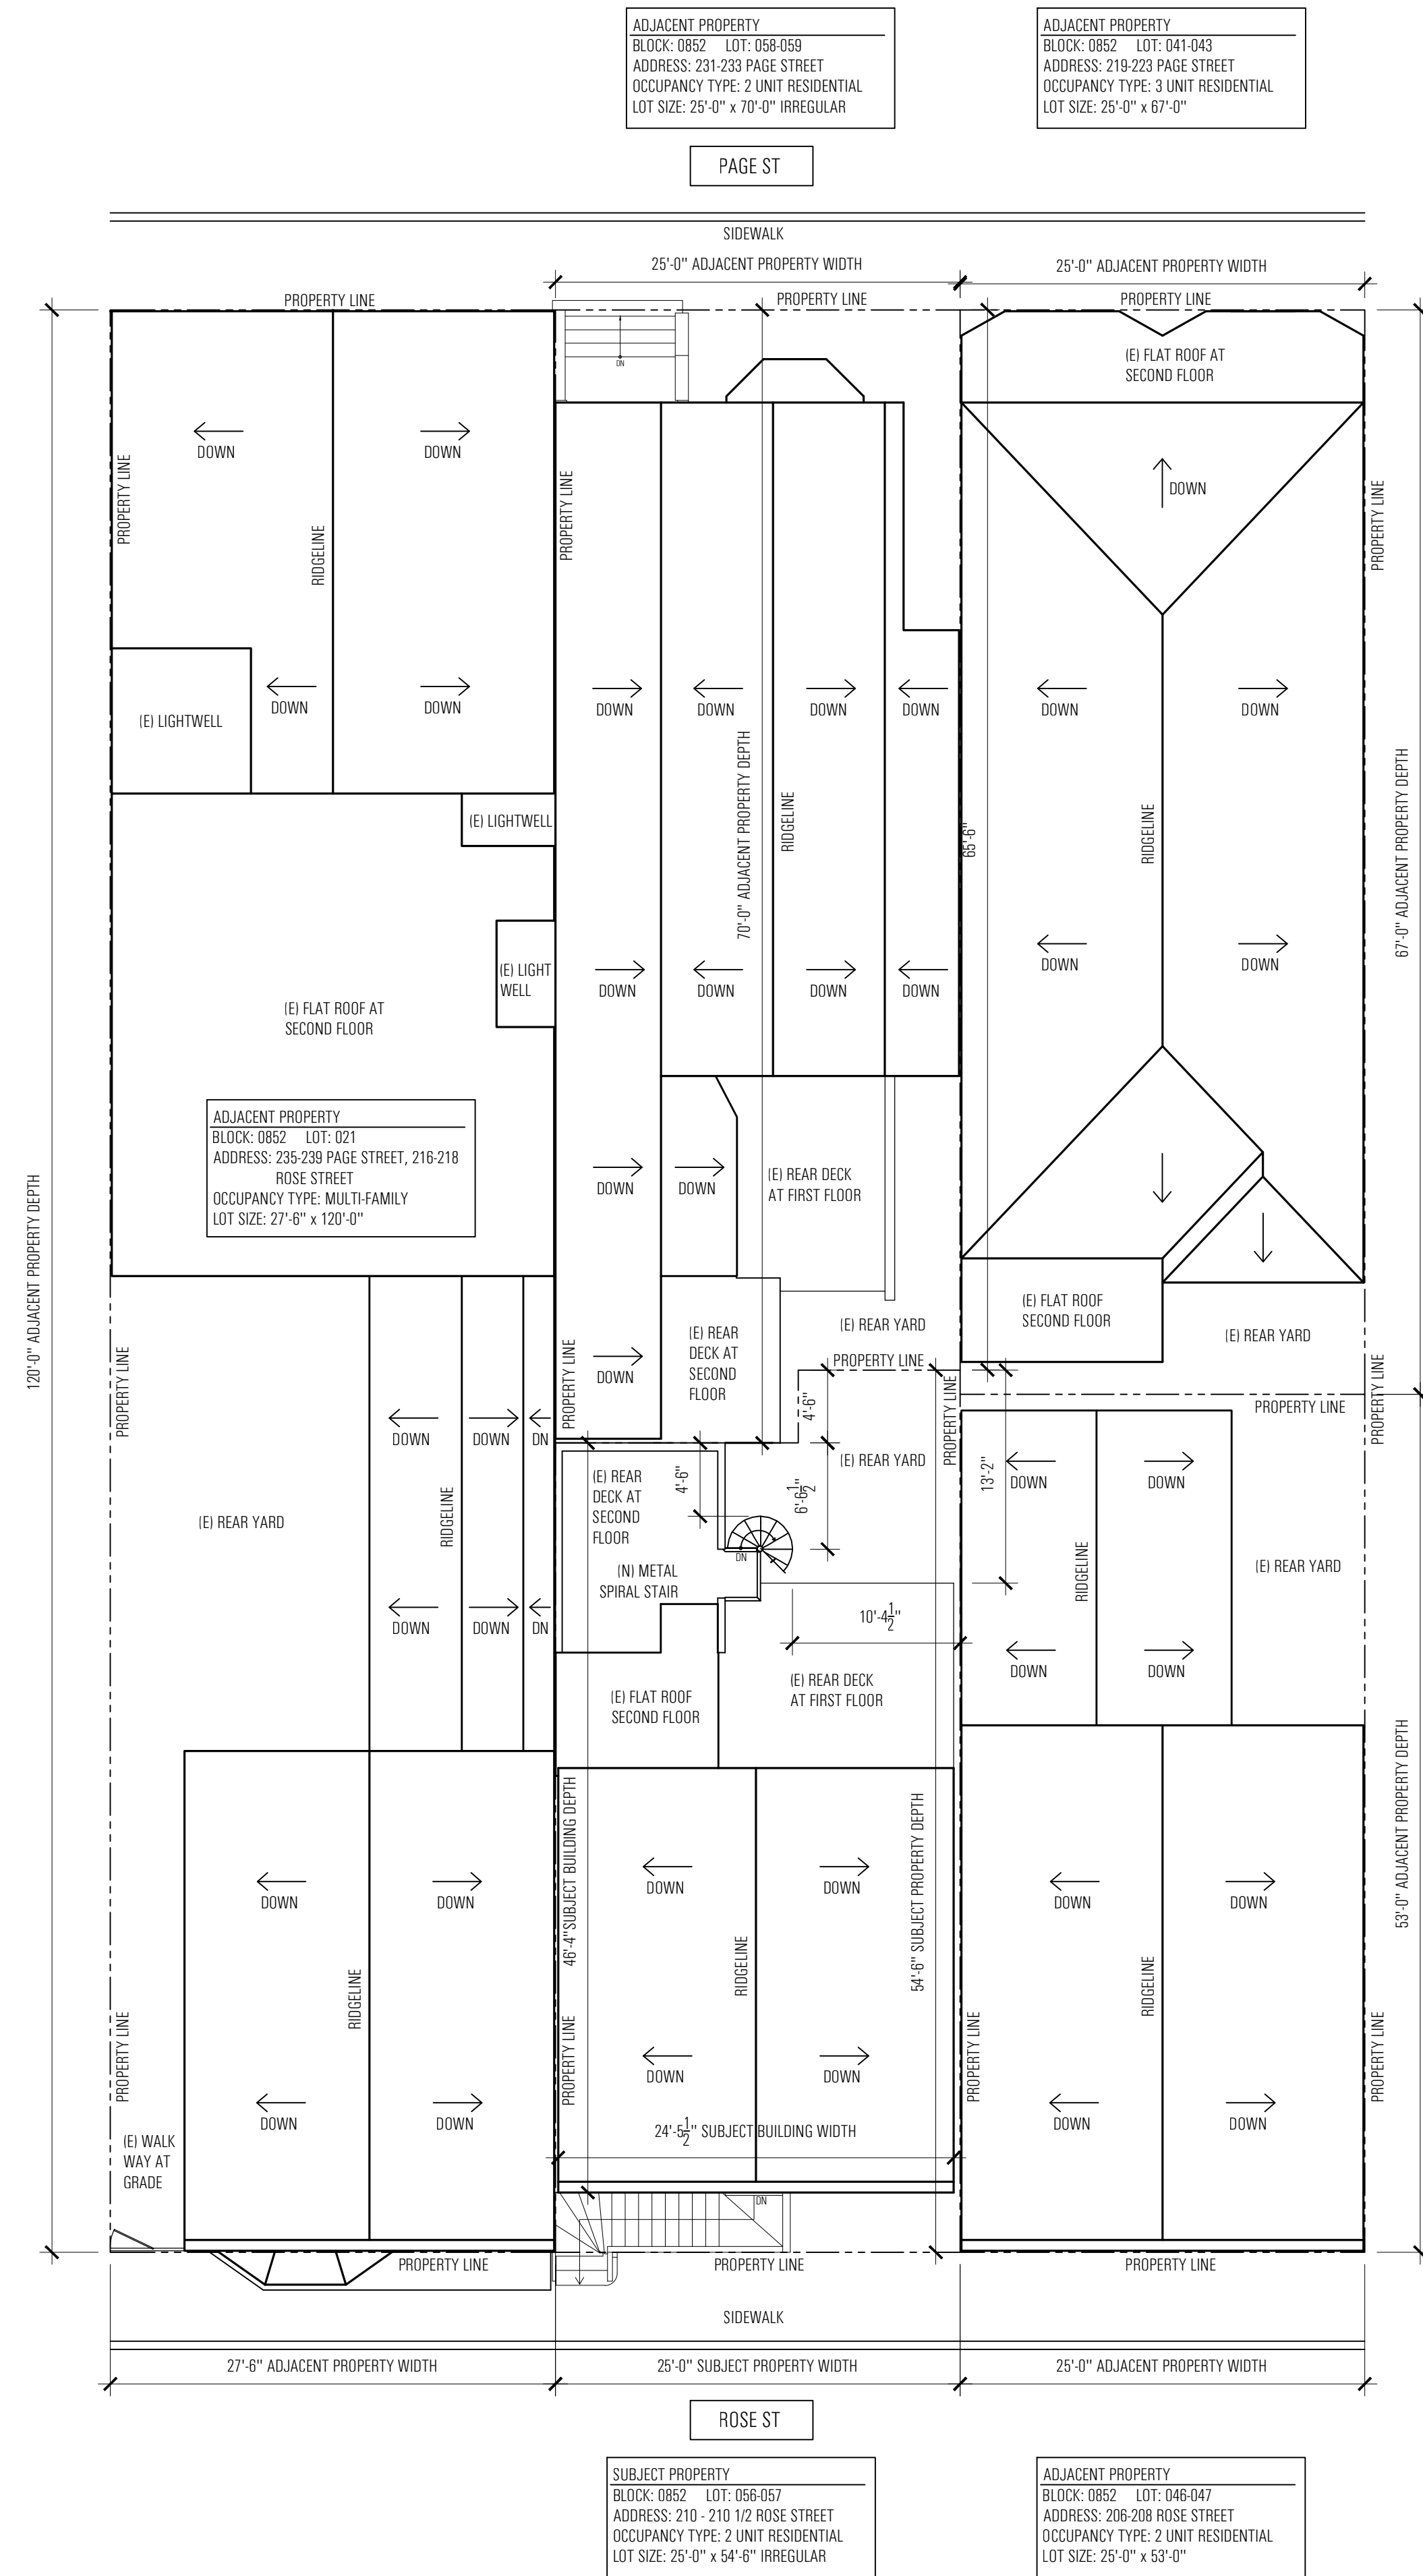 ADJACENT PROPERTY
BLOCK: 0852 LOT: 058-059
ADDRESS: 231-233 PAGE STREET
OCCUPANCY TYPE: 2 UNIT RESIDENTIAL
LOT SIZE: 25'-0" x 70'-0" IRREGULAR
ADJACENT PROPERTY
BLOCK: 0852 LOT: 041-043
ADDRESS: 219-223 PAGE STREET
OCCUPANCY TYPE: 3 UNIT RESIDENTIAL
LOT SIZE: 25'-0" x 67'-0"
PAGE ST
SIDEWALK
25'-0" ADJACENT PROPERTY WIDTH
25'-0" ADJACENT PROPERTY WIDTH
PROPERTY LINE
PROPERTY LINE
PROPERTY LINE
DN
(E) FLAT ROOF AT
SECOND FLOOR
DOWN
DOWN
DOWN
PROPERTY LINE
RIDGELINE
PROPERTY LINE
PROPERTY LINE
(E) LIGHTWELL
DOWN
DOWN
DOWN
DOWN
DOWN
DOWN
DOWN
DOWN
70'-0" ADJACENT PROPERTY DEPTH
RIDGELINE
65'-6"
RIDGELINE
67'-0" ADJACENT PROPERTY DEPTH
(E) LIGHTWELL
(E) LIGHT
WELL
DOWN
DOWN
DOWN
DOWN
DOWN
DOWN
(E) FLAT ROOF AT
SECOND FLOOR
ADJACENT PROPERTY
BLOCK: 0852 LOT: 021
ADDRESS: 235-239 PAGE STREET, 216-218
ROSE STREET
OCCUPANCY TYPE: MULTI-FAMILY
LOT SIZE: 27'-6" x 120'-0"
120'-0" ADJACENT PROPERTY DEPTH
DOWN
DOWN
(E) REAR DECK
AT FIRST FLOOR
(E) FLAT ROOF
SECOND FLOOR
(E) REAR YARD
(E) REAR YARD
(E) REAR
DECK AT
SECOND
FLOOR
DOWN
PROPERTY LINE
PROPERTY LINE
PROPERTY LINE
PROPERTY LINE
PROPERTY LINE
PROPERTY LINE
4'-6"
DOWN
DOWN
DN
(E) REAR YARD
RIDGELINE
(E) REAR
DECK AT
SECOND
FLOOR
4'-6"
6'-6 1/2"
(E) REAR YARD
13'-2"
DOWN
DOWN
DN
(N) METAL
SPIRAL STAIR
RIDGELINE
(E) REAR YARD
DOWN
DOWN
DN
10'-4 1/2"
DOWN
DOWN
(E) FLAT ROOF
SECOND FLOOR
(E) REAR DECK
AT FIRST FLOOR
46'-4"SUBJECT BUILDING DEPTH
54'-6" SUBJECT PROPERTY DEPTH
53'-0" ADJACENT PROPERTY DEPTH
DOWN
DOWN
DOWN
DOWN
DOWN
DOWN
RIDGELINE
RIDGELINE
RIDGELINE
PROPERTY LINE
PROPERTY LINE
PROPERTY LINE
PROPERTY LINE
DOWN
DOWN
DOWN
DOWN
DOWN
DOWN
24'-5 1/2" SUBJECT BUILDING WIDTH
(E) WALK
WAY AT
GRADE
DN
PROPERTY LINE
PROPERTY LINE
PROPERTY LINE
SIDEWALK
27'-6" ADJACENT PROPERTY WIDTH
25'-0" SUBJECT PROPERTY WIDTH
25'-0" ADJACENT PROPERTY WIDTH
ROSE ST
SUBJECT PROPERTY
BLOCK: 0852 LOT: 056-057
ADDRESS: 210 - 210 1/2 ROSE STREET
OCCUPANCY TYPE: 2 UNIT RESIDENTIAL
LOT SIZE: 25'-0" x 54'-6" IRREGULAR
ADJACENT PROPERTY
BLOCK: 0852 LOT: 046-047
ADDRESS: 206-208 ROSE STREET
OCCUPANCY TYPE: 2 UNIT RESIDENTIAL
LOT SIZE: 25'-0" x 53'-0"